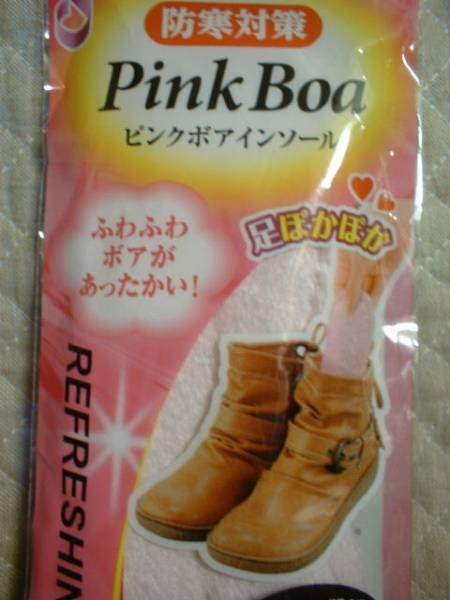 防寒対策
Pink Boa
ピンクボアインソール
ふわふわ
ボアが
あったかい!
足ぽかぽか
REFRESHIN